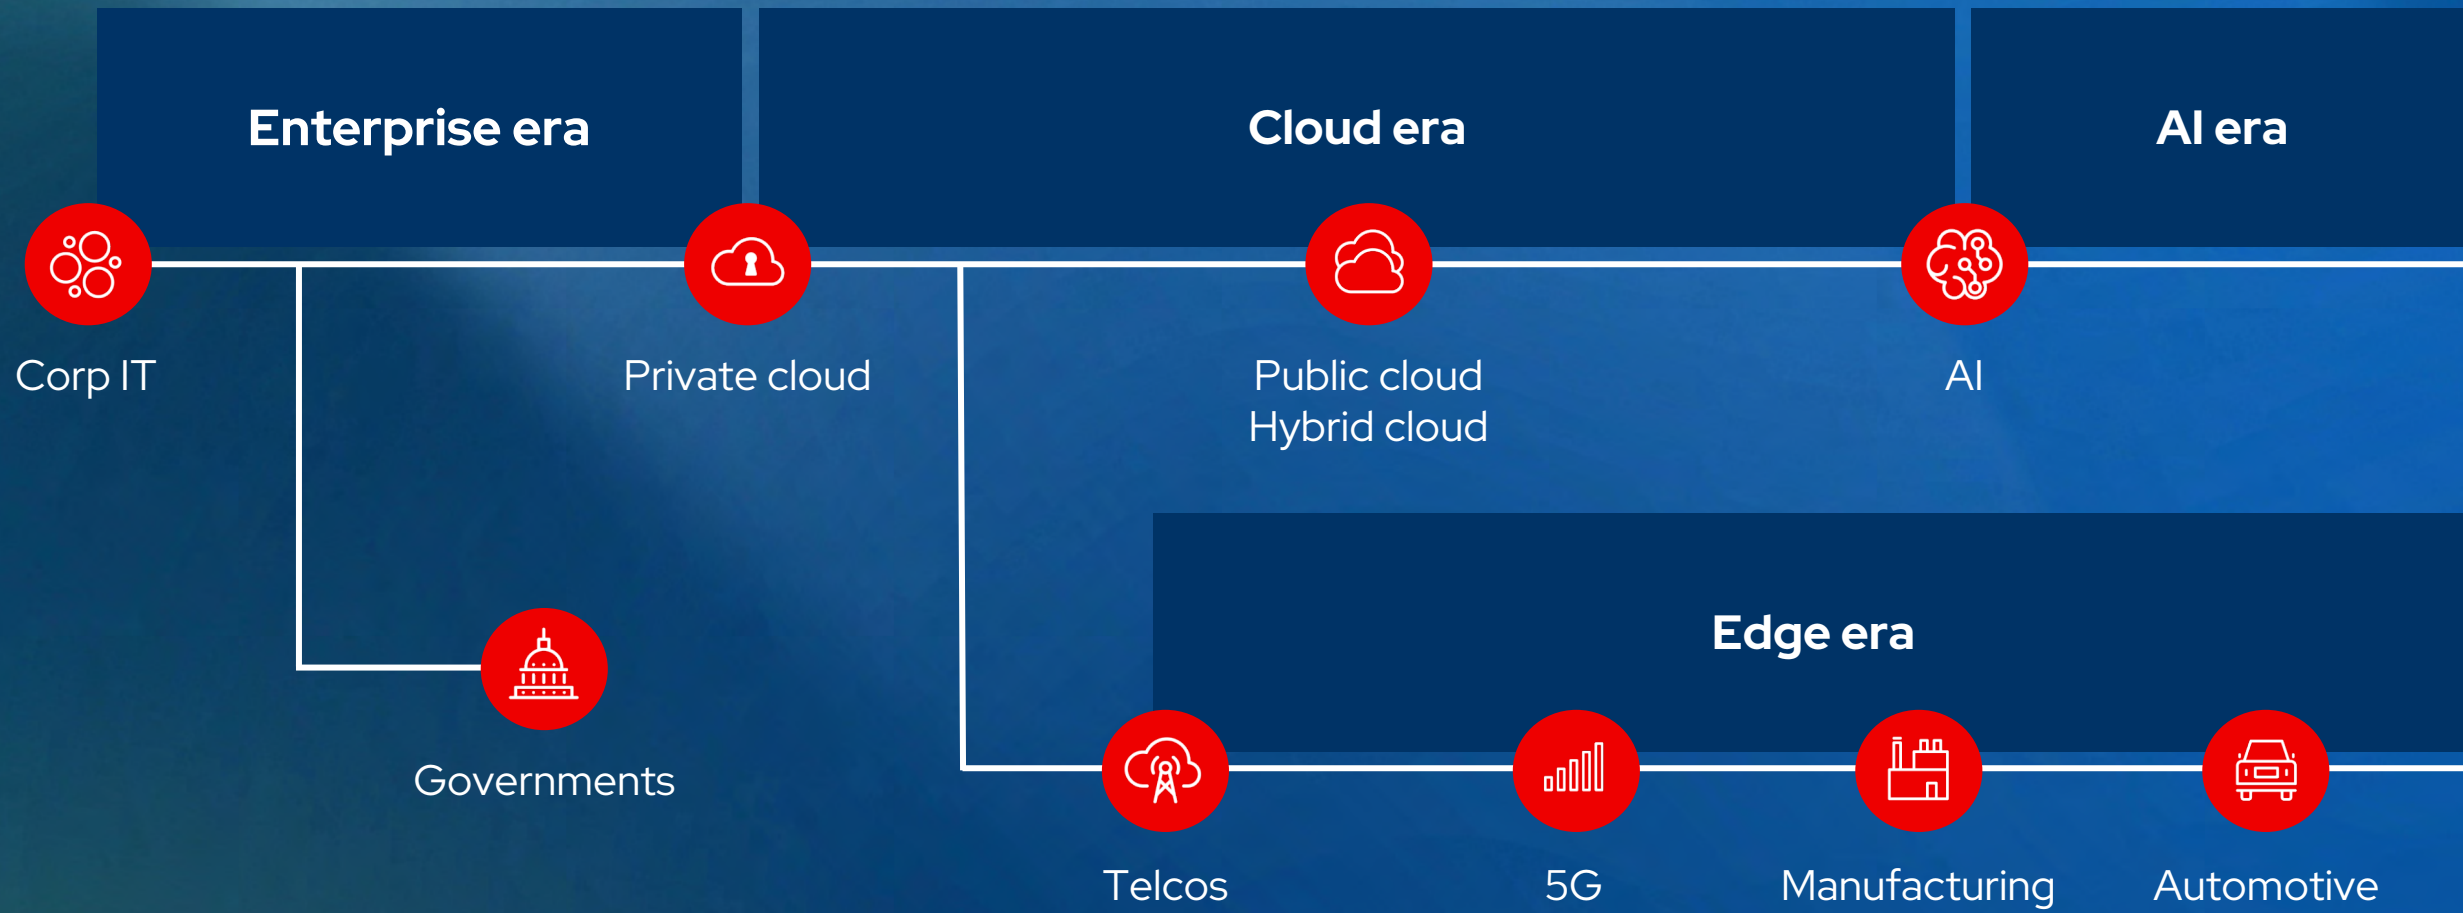 Enterprise era
Cloud era
AI era
Corp IT
Private cloud
Public cloud
Hybrid cloud
AI
Edge era
Governments
Telcos
5G
Manufacturing
Automotive